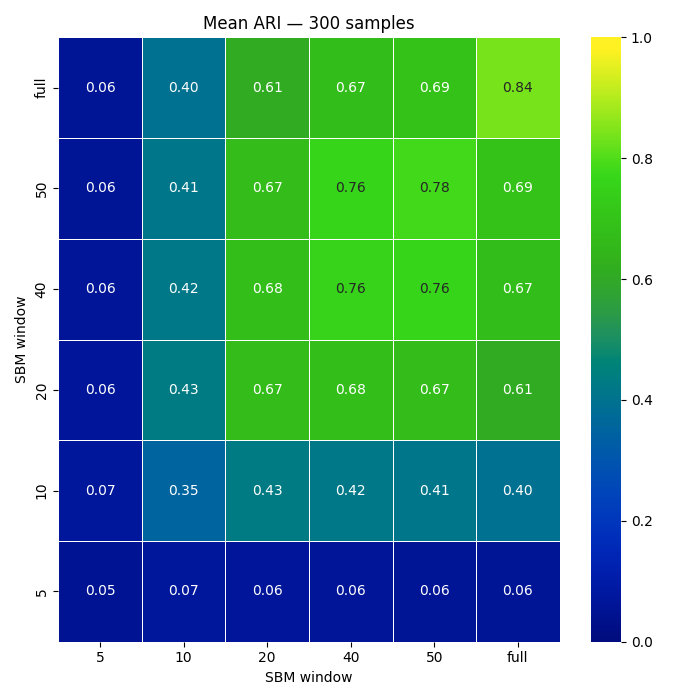 Mean ARI — 300 samples
full 0.06 0.40 0.61 0.67 0.69 0.84
50 0.06 0.41 0.67 0.76 0.78 0.69
40 0.06 0.42 0.68 0.76 0.76 0.67
20 0.06 0.43 0.67 0.68 0.67 0.61
10 0.07 0.35 0.43 0.42 0.41 0.40
5 0.05 0.07 0.06 0.06 0.06 0.06
5 10 20 40 50 full
SBM window
SBM window
1.0
0.8
0.6
0.4
0.2
0.0